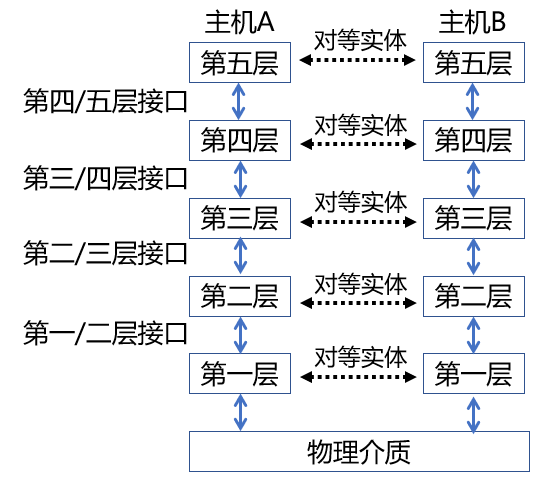 主机A 主机B
第五层 对等实体 第五层
第四/五层接口
第四层 对等实体 第四层
第三/四层接口
第三层 对等实体 第三层
第二/三层接口
第二层 对等实体 第二层
第一/二层接口
第一层 对等实体 第一层
物理介质